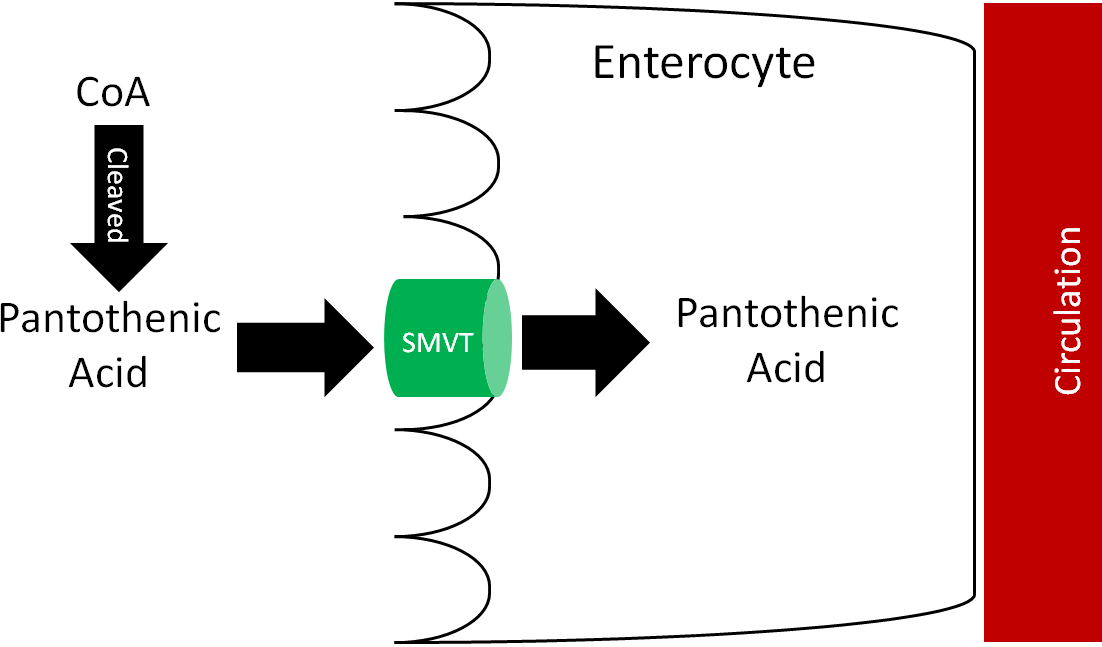 Enterocyte
CoA
Cleaved
Pantothenic
Acid
SMVT
Pantothenic
Acid
Circulation